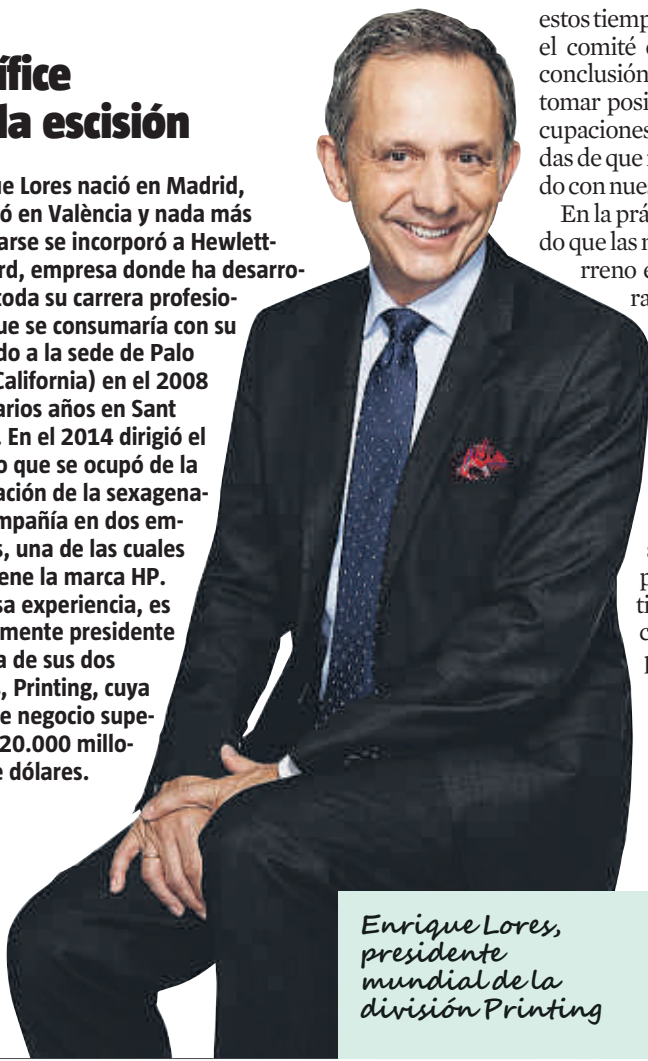 ífice
la escisión
ue Lores nació en Madrid,
ó en València y nada más
arse se incorporó a Hewlett-
rd, empresa donde ha desarro-
toda su carrera profesio-
ue se consumaría con su
do a la sede de Palo
California) en el 2008
arios años en Sant
. En el 2014 dirigió el
o que se ocupó de la
ación de la sexagena-
mpañía en dos em-
s, una de las cuales
iene la marca HP.
sa experiencia, es
mente presidente
a de sus dos
, Printing, cuya
e negocio supe-
20.000 millo-
e dólares.
estos tiemp
el comité
conclusión
tomar posi
cupaciones
das de que
do con nues
En la prá
do que las
rreno e
ra
s
p
ti
c
p
Enrique Lores,
presidente
mundial de la
división Printing